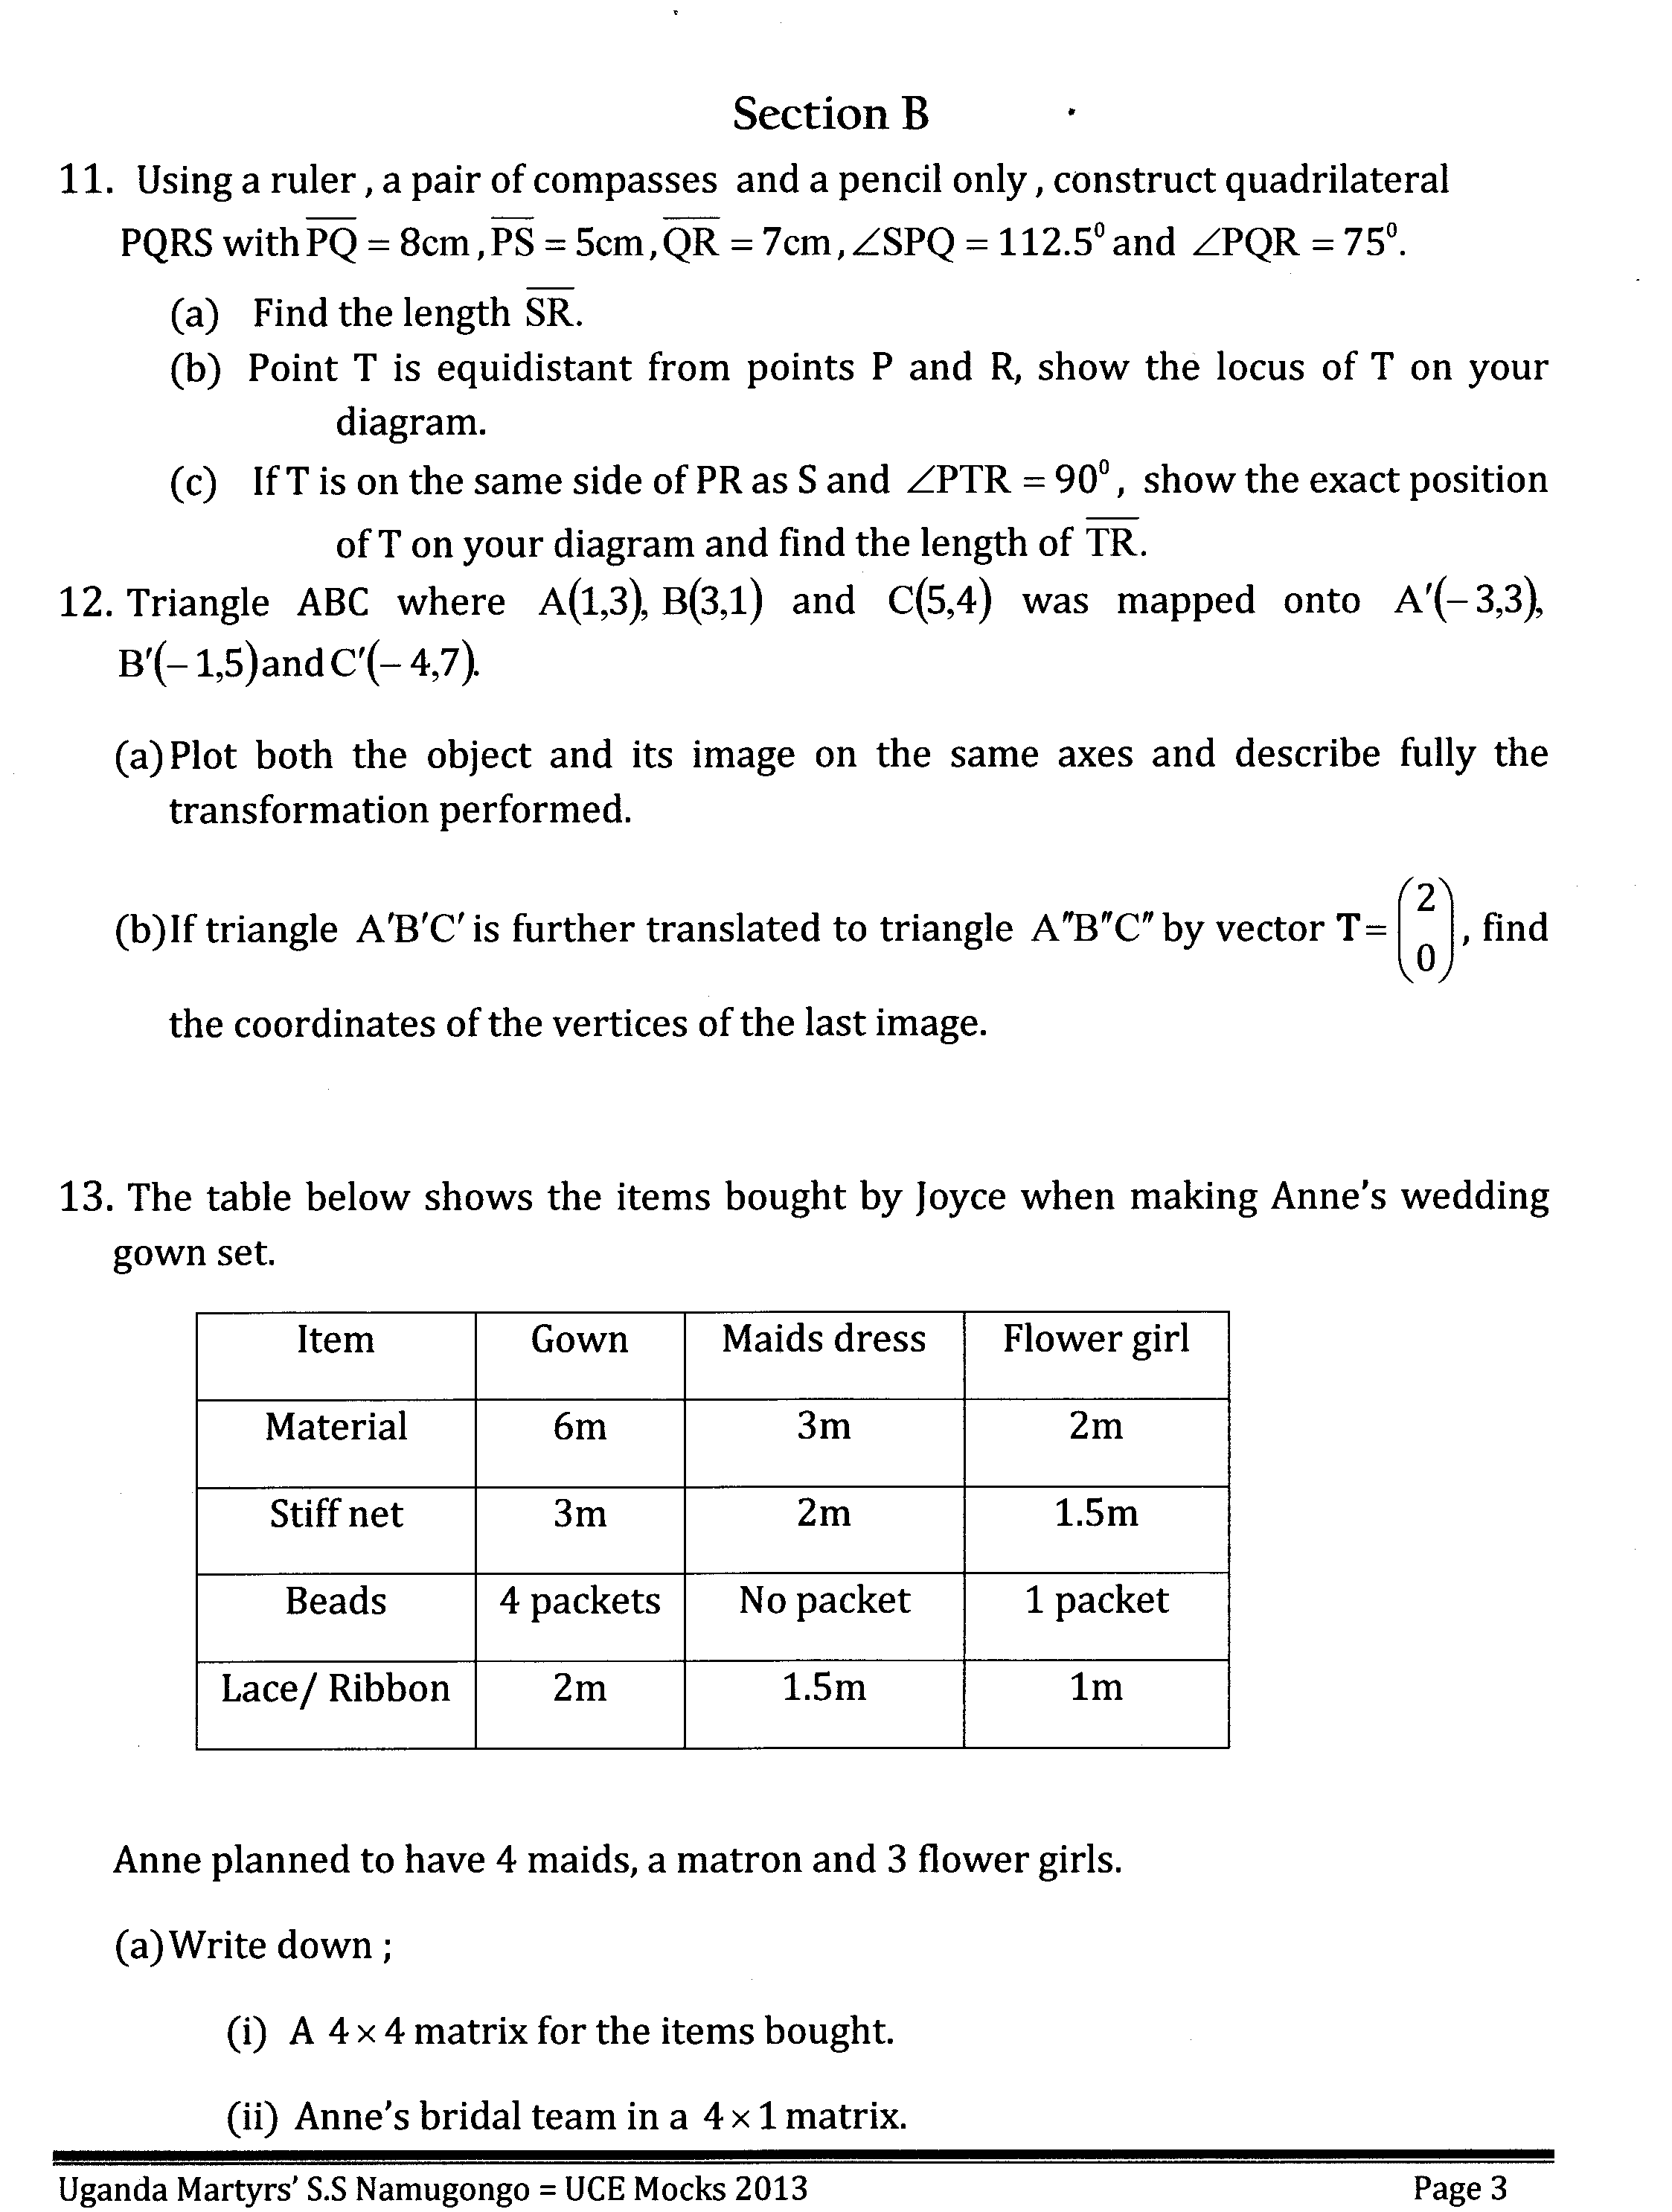 Section B
11. Using a ruler , a pair of compasses and a pencil only , construct quadrilateral
PQRS with P̅Q̅ = 8cm , P̅S̅ = 5cm , Q̅R̅ = 7cm , ∠SPQ = 112.5⁰ and ∠PQR = 75⁰.
(a) Find the length S̅R̅.
(b) Point T is equidistant from points P and R, show the locus of T on your
diagram.
(c) If T is on the same side of PR as S and ∠PTR = 90⁰, show the exact position
of T on your diagram and find the length of T̅R̅.
12. Triangle ABC where A(1,3), B(3,1) and C(5,4) was mapped onto A′(–3,3),
B′(–1,5) and C′(–4,7).
(a) Plot both the object and its image on the same axes and describe fully the
transformation performed.
(b) If triangle A′B′C′ is further translated to triangle A″B″C″ by vector T = (2 0), find
the coordinates of the vertices of the last image.
13. The table below shows the items bought by Joyce when making Anne's wedding
gown set.
Item Gown Maids dress Flower girl
Material 6m 3m 2m
Stiff net 3m 2m 1.5m
Beads 4 packets No packet 1 packet
Lace/ Ribbon 2m 1.5m 1m
Anne planned to have 4 maids, a matron and 3 flower girls.
(a) Write down ;
(i) A 4 × 4 matrix for the items bought.
(ii) Anne's bridal team in a 4 × 1 matrix.
Uganda Martyrs' S.S Namugongo = UCE Mocks 2013 Page 3